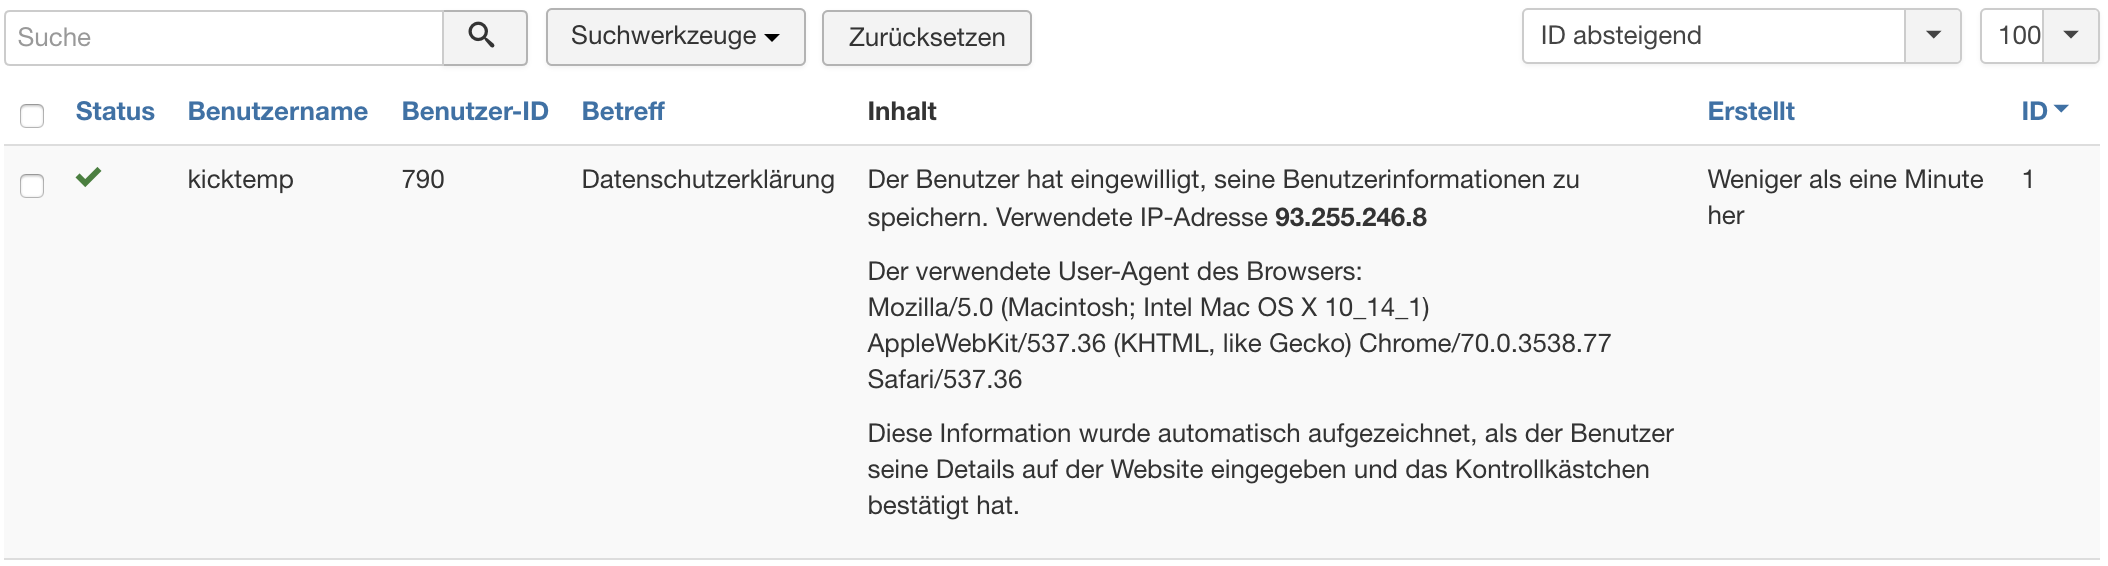 Suche
Suchwerkzeuge
Zurücksetzen
ID absteigend
100
Status Benutzername Benutzer-ID Betreff Inhalt Erstellt ID
kicktemp 790 Datenschutzerklärung Der Benutzer hat eingewilligt, seine Benutzerinformationen zu Weniger als eine Minute 1
speichern. Verwendete IP-Adresse 93.255.246.8 her
Der verwendete User-Agent des Browsers:
Mozilla/5.0 (Macintosh; Intel Mac OS X 10_14_1)
AppleWebKit/537.36 (KHTML, like Gecko) Chrome/70.0.3538.77
Safari/537.36
Diese Information wurde automatisch aufgezeichnet, als der Benutzer
seine Details auf der Website eingegeben und das Kontrollkästchen
bestätigt hat.